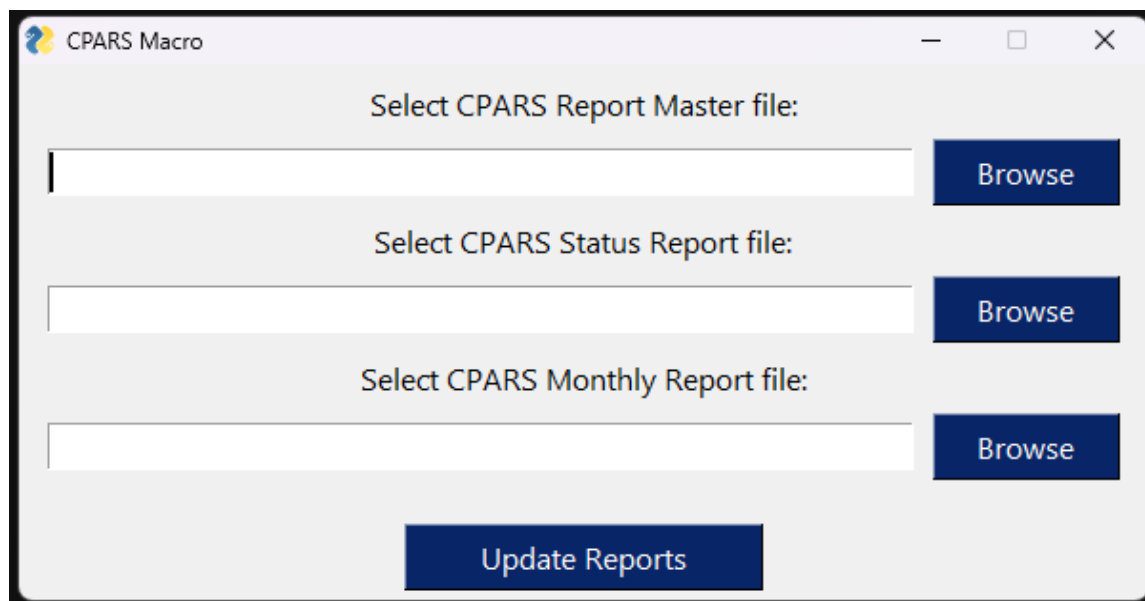 CPARS Macro
Select CPARS Report Master file:
Browse
Select CPARS Status Report file:
Browse
Select CPARS Monthly Report file:
Browse
Update Reports